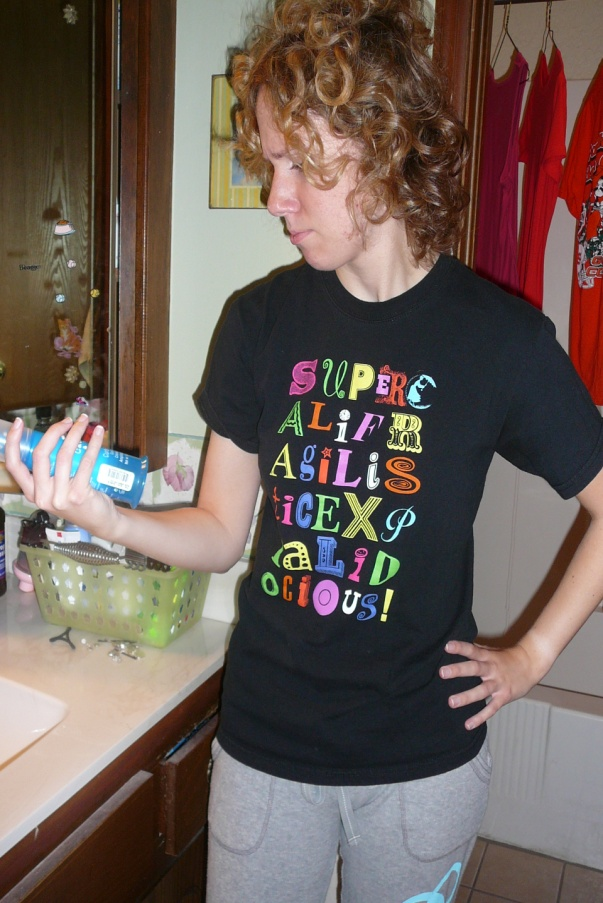 SUPERC
ALiFR
AgiLiS
tiCEXP
iALiD
OCiOUS!